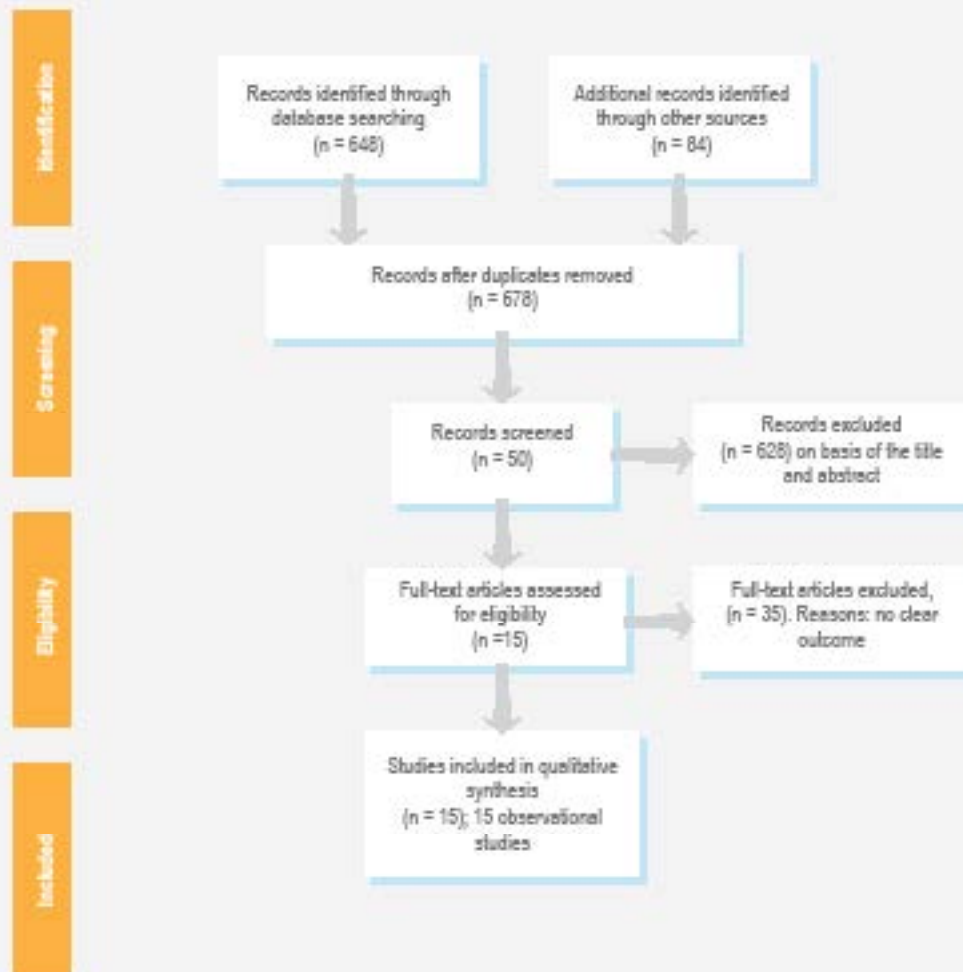 Identification
Records identified through
database searching
(n = 648)
Additional records identified
through other sources
(n = 84)
Screening
Records after duplicates removed
(n = 678)
Records screened
(n = 50)
Records excluded
(n = 628) on basis of the title
and abstract
Eligibility
Full-text articles assessed
for eligibility
(n =15)
Full-text articles excluded,
(n = 35). Reasons: no clear
outcome
Included
Studies included in qualitative
synthesis
(n = 15); 15 observational
studies